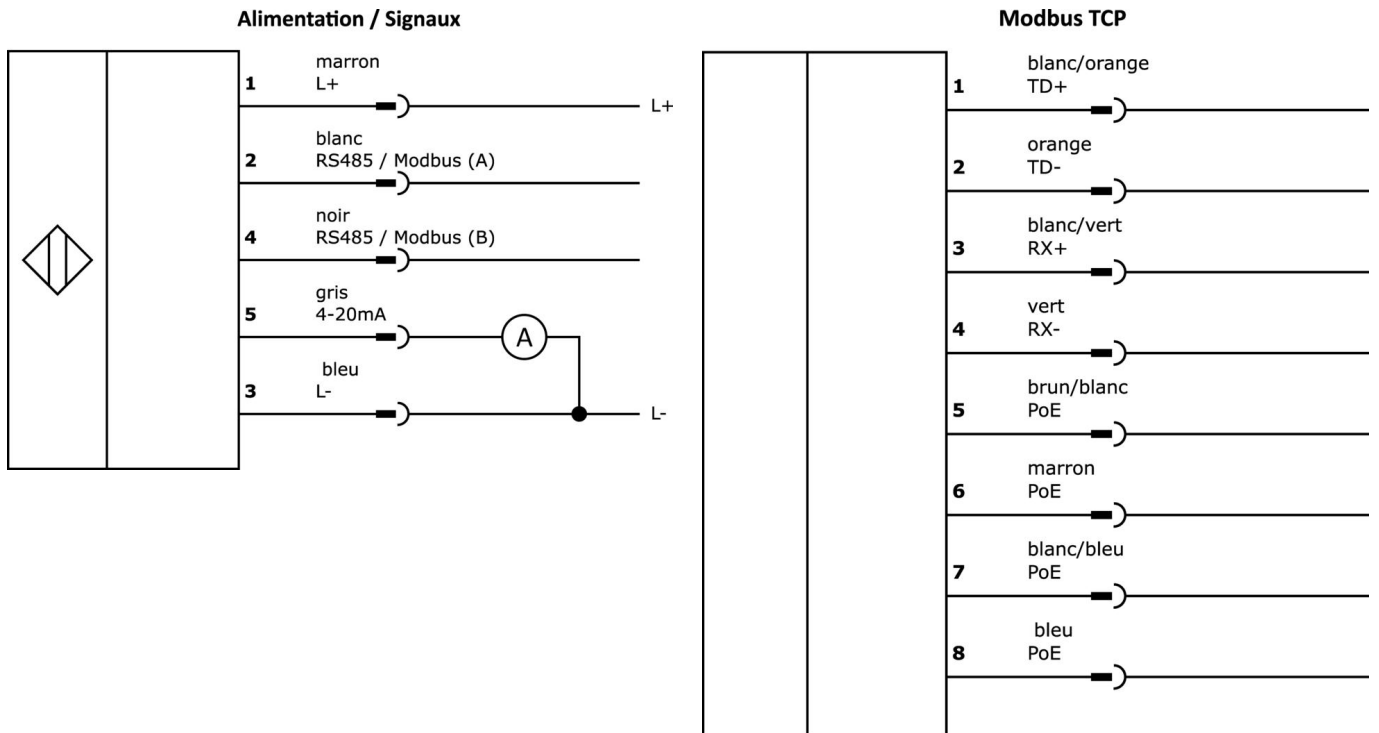 Alimentation / Signaux
marron
1 L+
L+
blanc
2 RS485 / Modbus (A)
noir
4 RS485 / Modbus (B)
gris
5 4-20mA
A
bleu
3 L-
L-
Modbus TCP
blanc/orange
1 TD+
orange
2 TD-
blanc/vert
3 RX+
vert
4 RX-
brun/blanc
5 PoE
marron
6 PoE
blanc/bleu
7 PoE
bleu
8 PoE